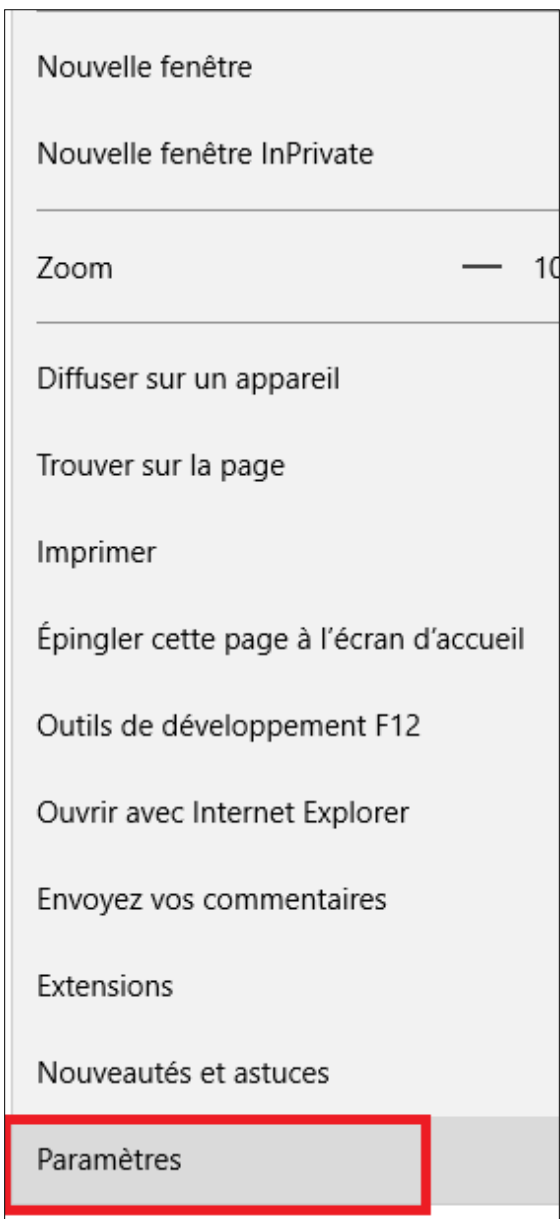 Nouvelle fenêtre
Nouvelle fenêtre InPrivate
Zoom — 10
Diffuser sur un appareil
Trouver sur la page
Imprimer
Épingler cette page à l’écran d’accueil
Outils de développement F12
Ouvrir avec Internet Explorer
Envoyez vos commentaires
Extensions
Nouveautés et astuces
Paramètres